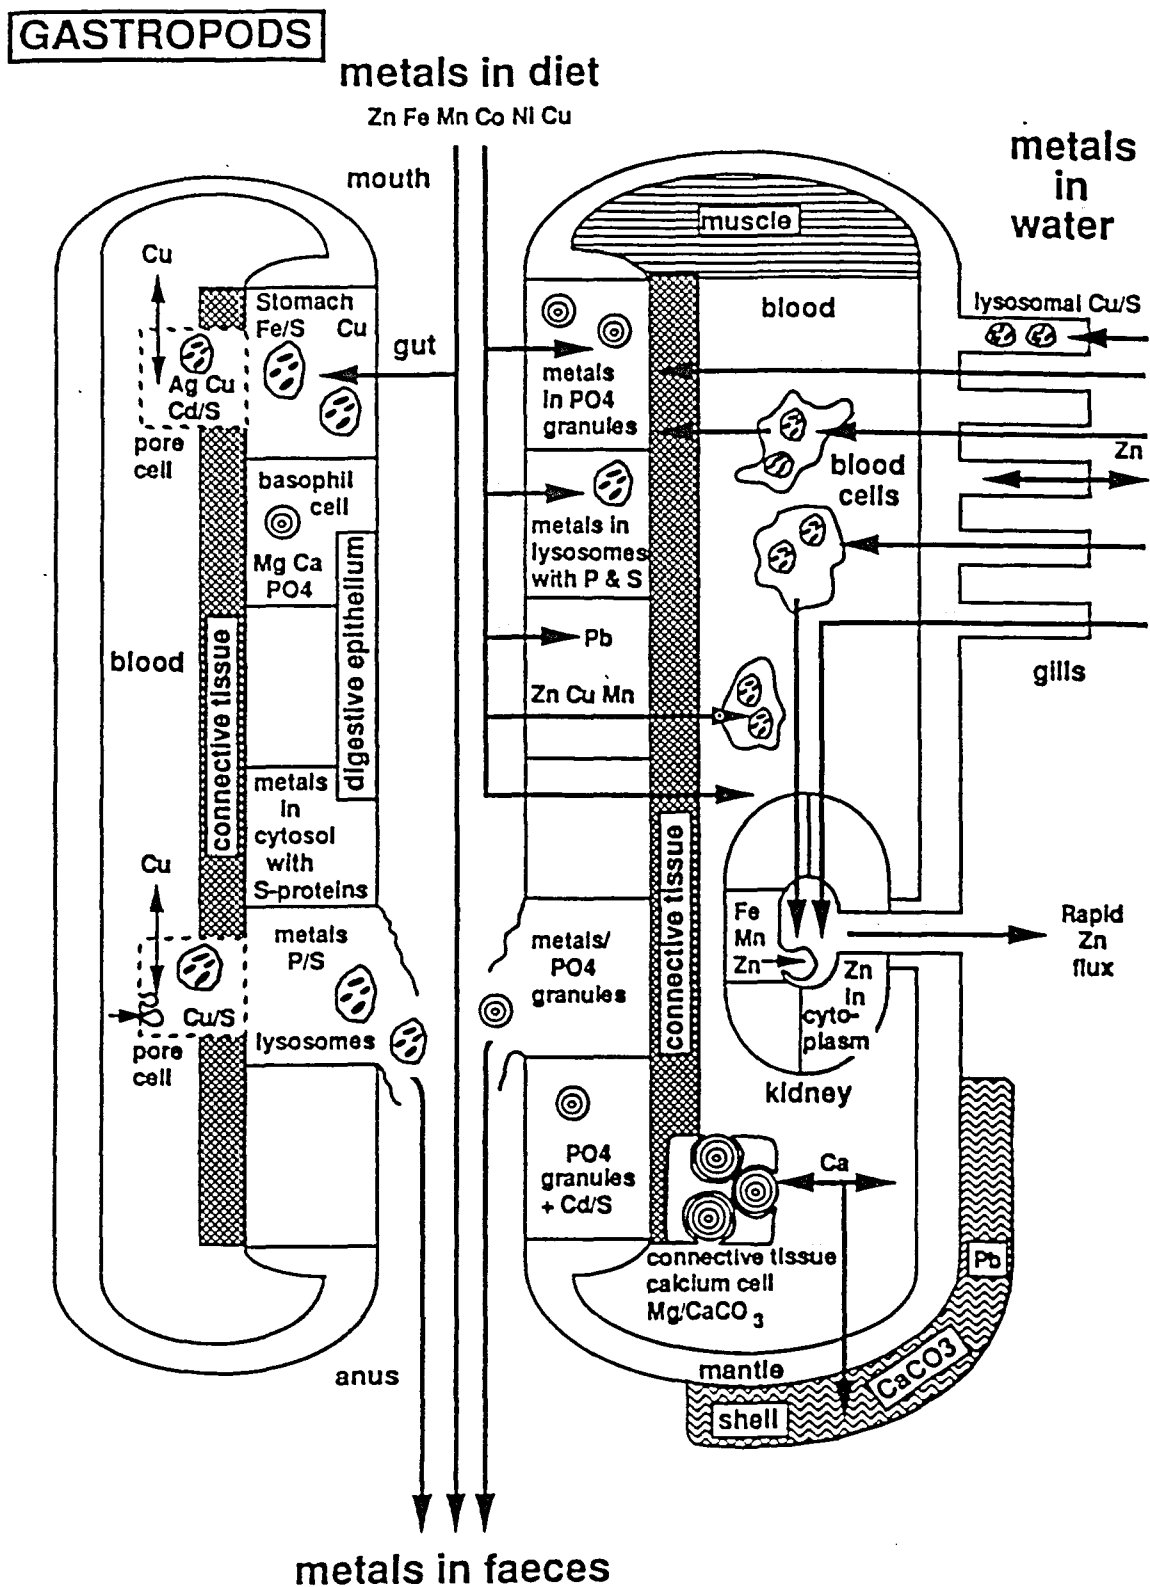 GASTROPODS
metals in diet
Zn Fe Mn Co Ni Cu
mouth
metals
in
water
muscle
Cu
Stomach
Fe/S Cu
gut
Ag Cu
Cd/S
pore
cell
basophil
cell
Mg Ca
PO4
digestive epithelium
blood
connective tissue
metals
in
cytosol
with
S-proteins
Cu
metals
P/S
Cu/S
lysosomes
pore
cell
anus
blood
lysosomal Cu/S
metals
in PO4
granules
Zn
blood
cells
metals in
lysosomes
with P & S
Pb
gills
Zn Cu Mn
connective tissue
Fe
Mn
Zn
Zn
in
cyto-
plasm
kidney
Rapid
Zn
flux
metals/
PO4
granules
PO4
granules
+ Cd/S
Ca
connective tissue
calcium cell
Mg/CaCO3
Pb
CaCO3
mantle
shell
metals in faeces